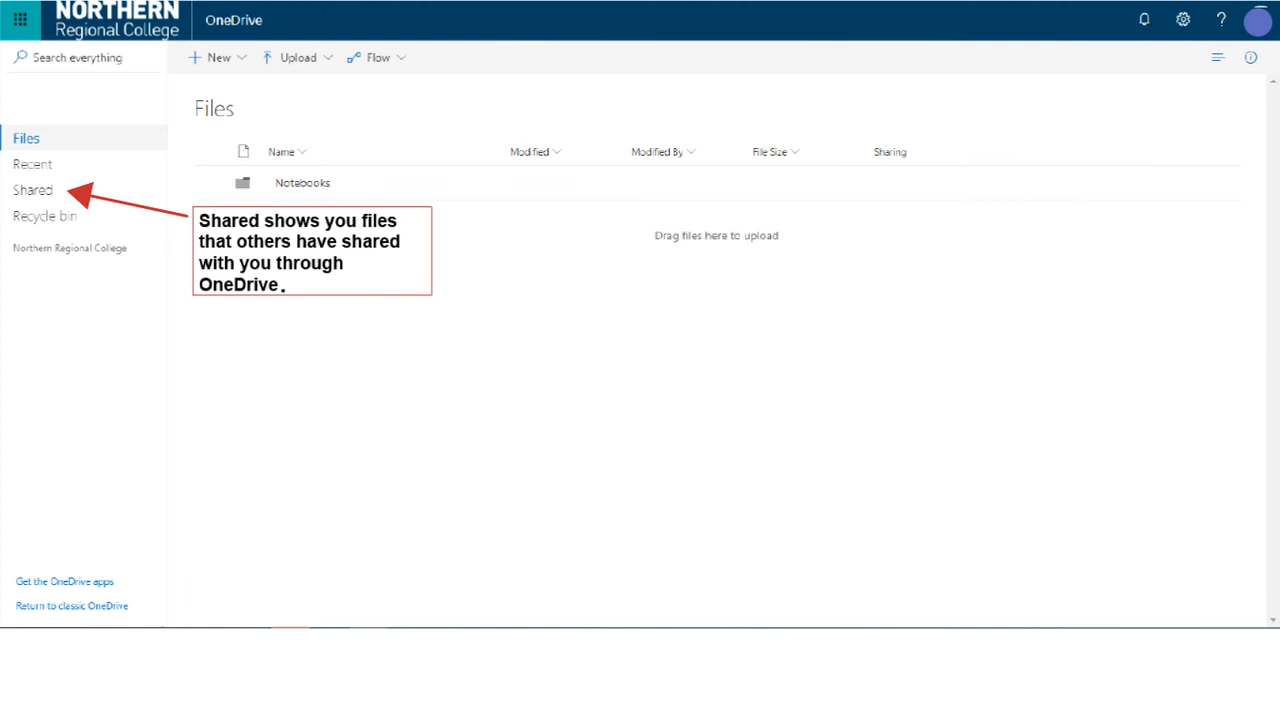 NORTHERN
Regional College
OneDrive
?
Search everything
New
Upload
Flow
Files
Files
Recent
Shared
Recycle bin
Northern Regional College
Name
Modified
Modified By
File Size
Sharing
Notebooks
Drag files here to upload
Shared shows you files
that others have shared
with you through
OneDrive.
Get the OneDrive apps
Return to classic OneDrive